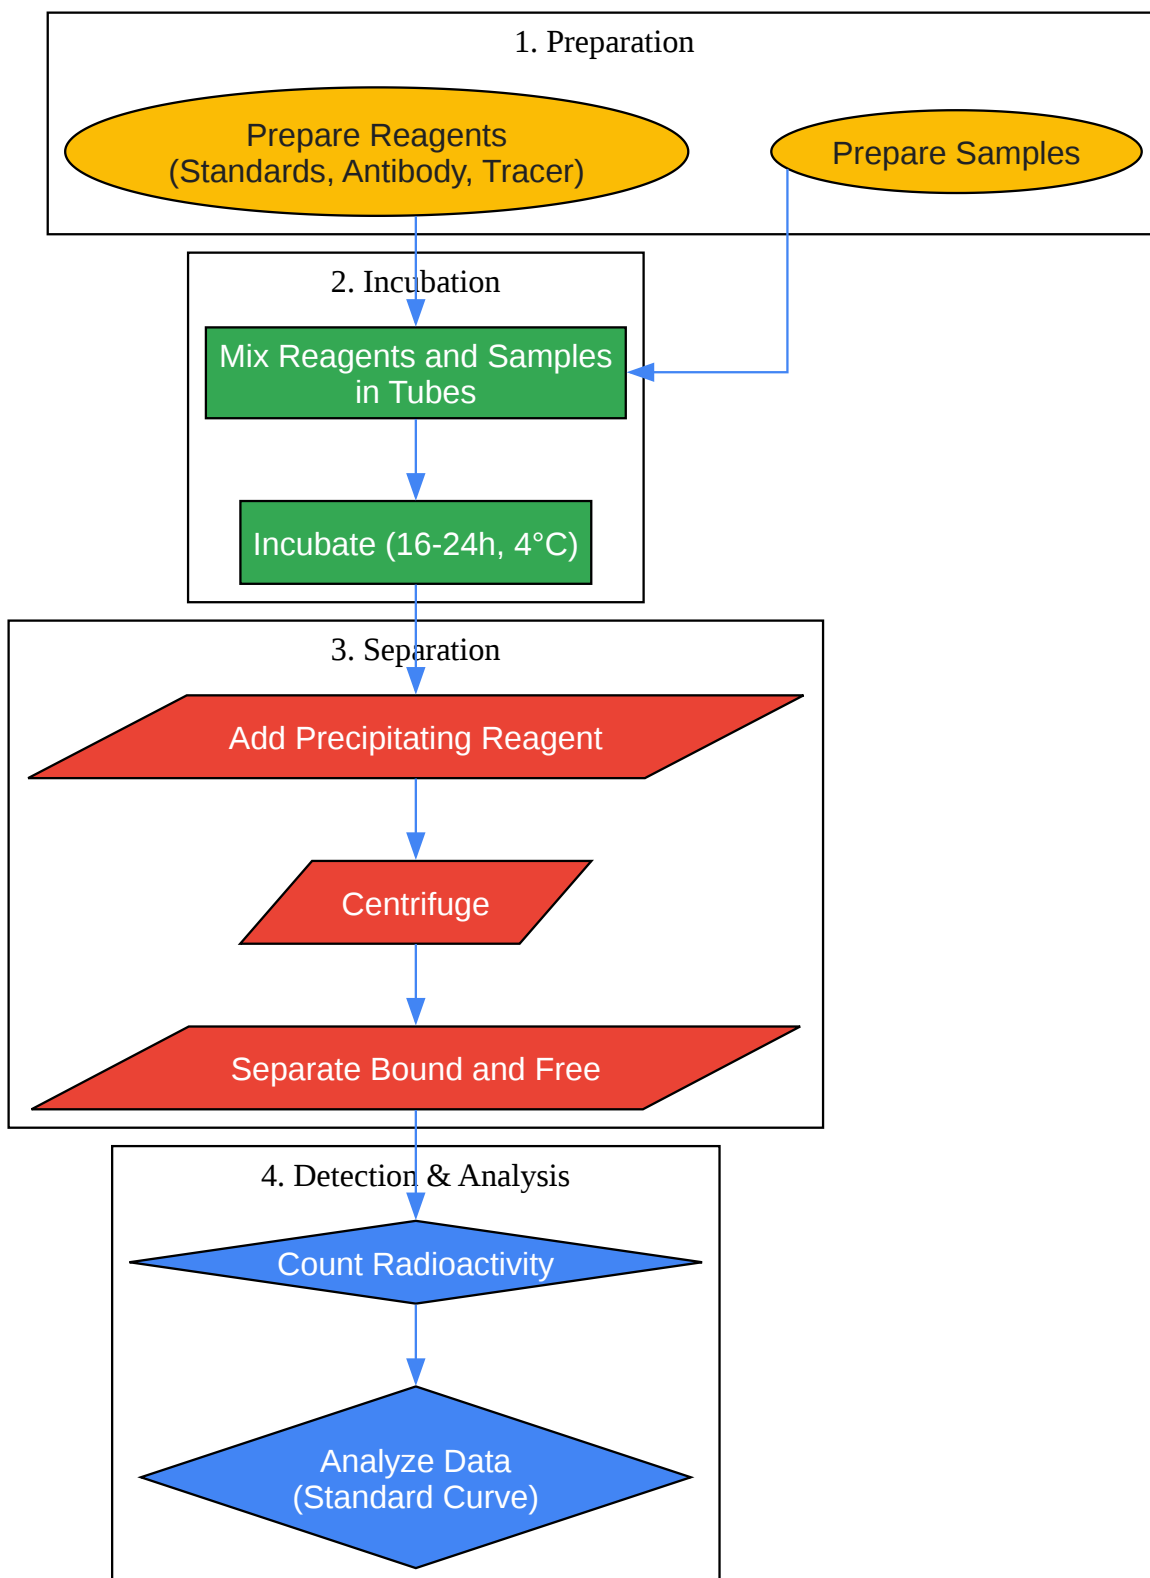 1. Preparation
Prepare Reagents
(Standards, Antibody, Tracer)
Prepare Samples
2. Incubation
Mix Reagents and Samples
in Tubes
Incubate (16-24h, 4°C)
3. Separation
Add Precipitating Reagent
Centrifuge
Separate Bound and Free
4. Detection & Analysis
Count Radioactivity
Analyze Data
(Standard Curve)